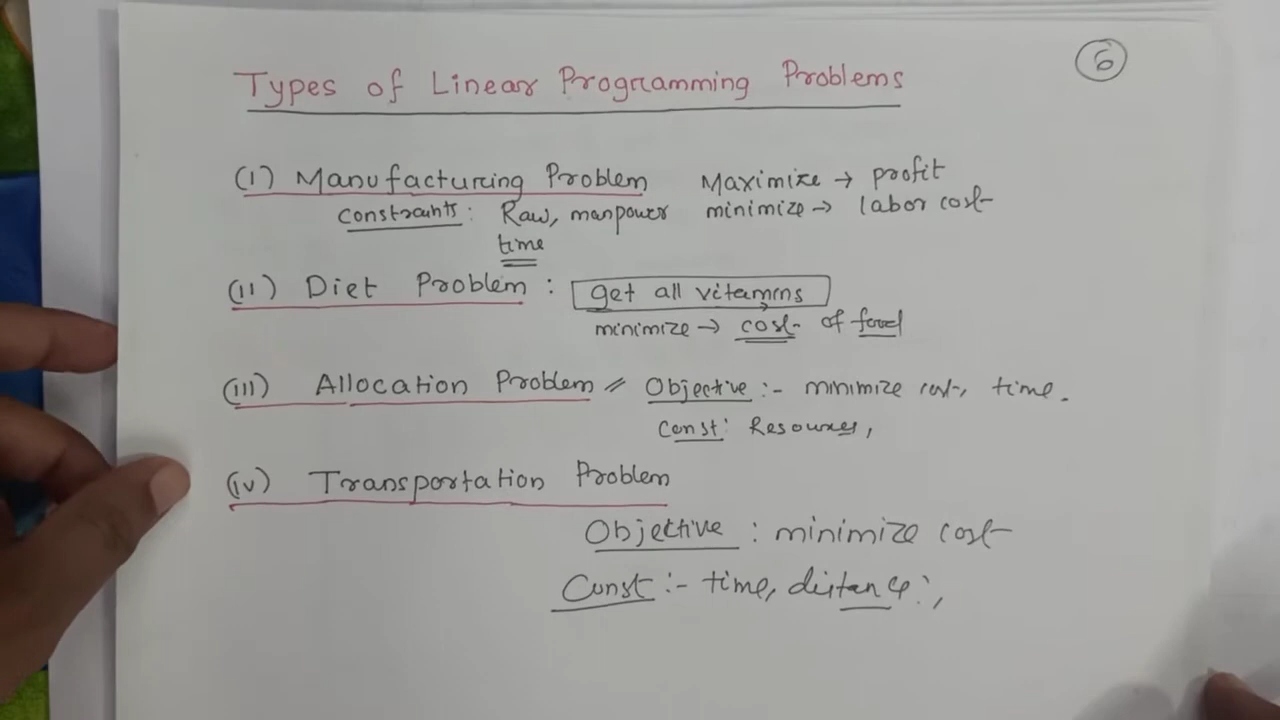 6
Types of Linear Programming Problems
(i) Manufacturing Problem Maximize → profit
Constraints: Raw, manpower minimize → labor cost
time
(ii) Diet Problem : get all vitamins
minimize → cost of food
(iii) Allocation Problem // Objective :- minimize cost, time.
Const: Resources,
(iv) Transportation Problem
Objective : minimize cost
Const :- time, distance:,